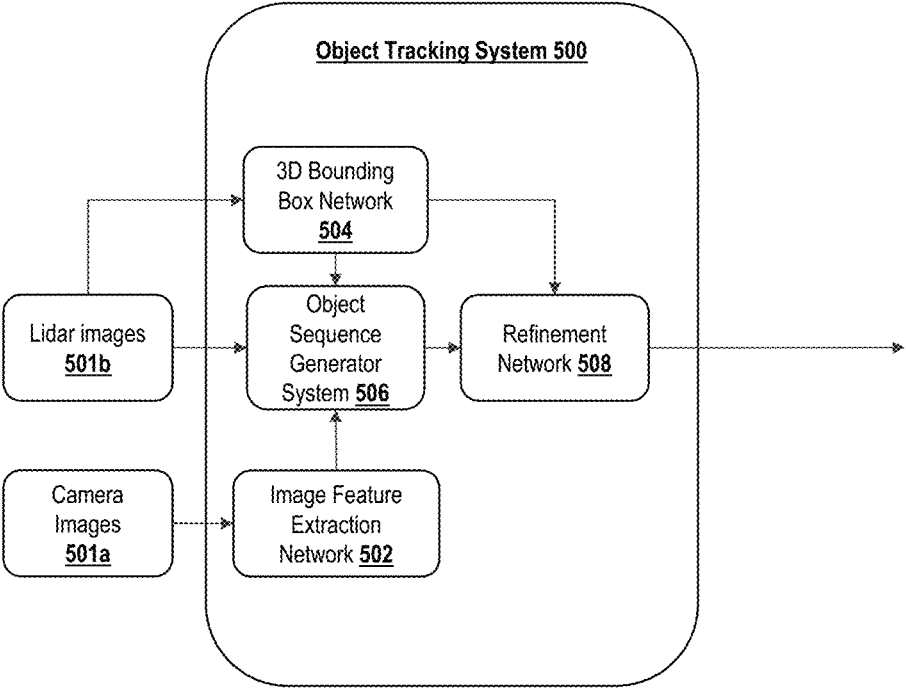 Object Tracking System 500
3D Bounding
Box Network
504
Lidar images
501b
Object
Sequence
Generator
System 506
Refinement
Network 508
Camera
Images
501a
Image Feature
Extraction
Network 502